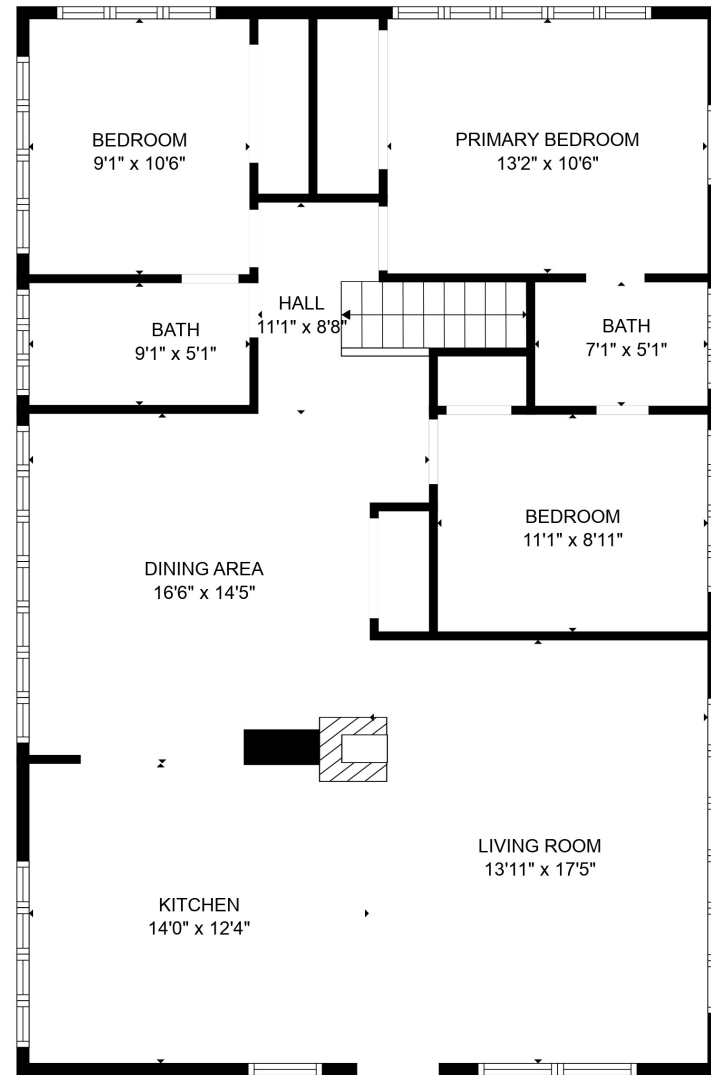 BEDROOM
9'1" x 10'6"
PRIMARY BEDROOM
13'2" x 10'6"
HALL
11'1" x 8'8"
BATH
9'1" x 5'1"
BATH
7'1" x 5'1"
BEDROOM
11'1" x 8'11"
DINING AREA
16'6" x 14'5"
LIVING ROOM
13'11" x 17'5"
KITCHEN
14'0" x 12'4"